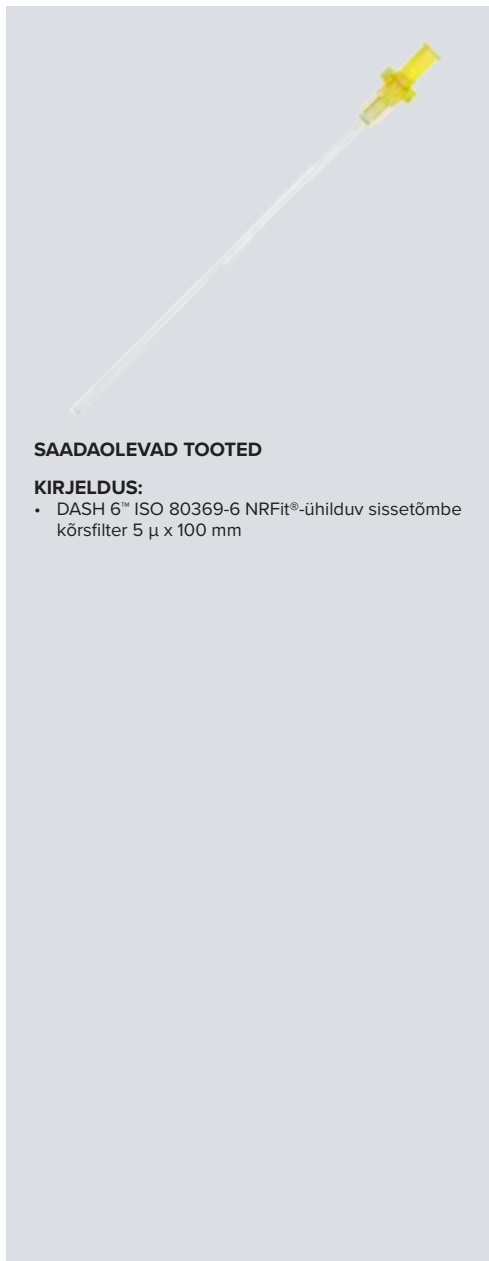 SAADAOLEVAD TOOTED
KIRJELDUS:
• DASH 6™ ISO 80369-6 NRFit®-ühilduv sissetõmbe
kõrsfilter 5 µ x 100 mm